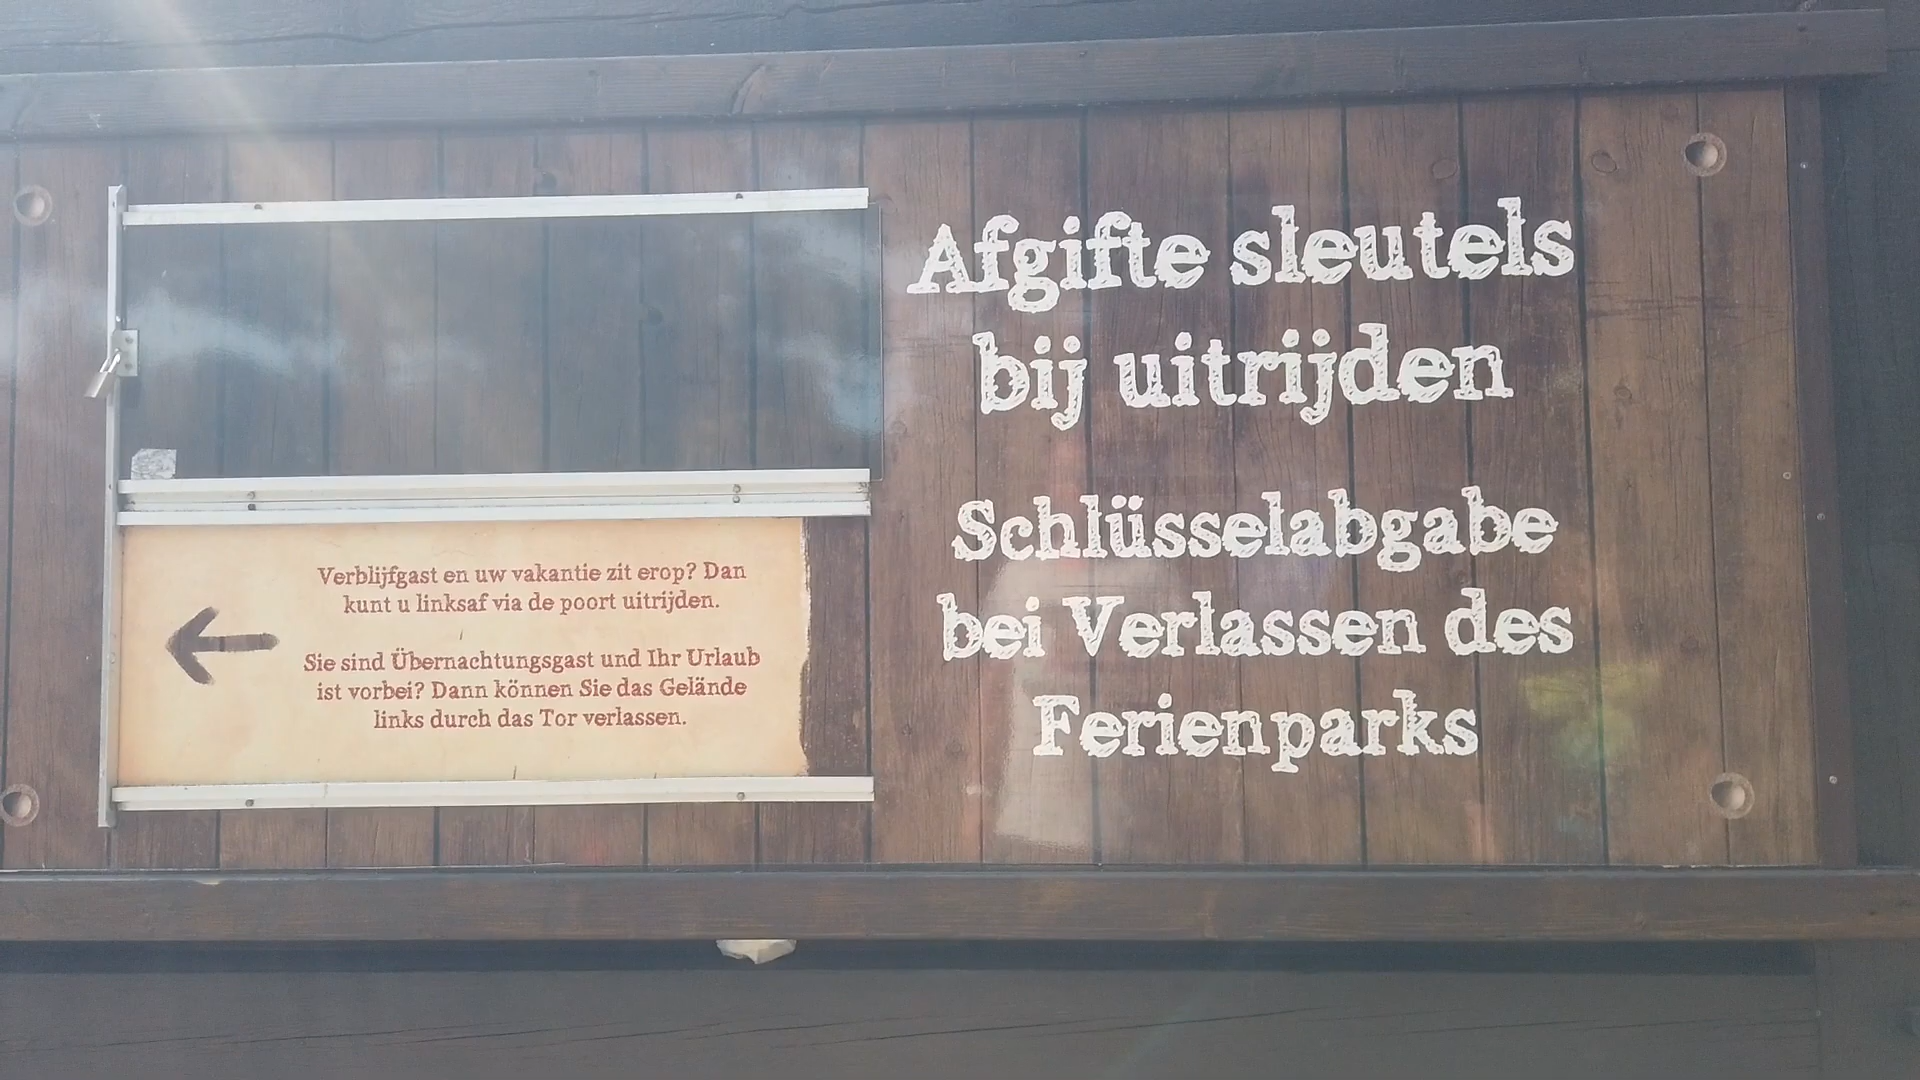 Afgifte sleutels
bij uitrijden
Schlüsselabgabe
bei Verlassen des
Ferienparks
Verblijfgast en uw vakantie zit erop? Dan
kunt u linksaf via de poort uitrijden.
Sie sind Übernachtungsgast und Ihr Urlaub
ist vorbei? Dann können Sie das Gelände
links durch das Tor verlassen.